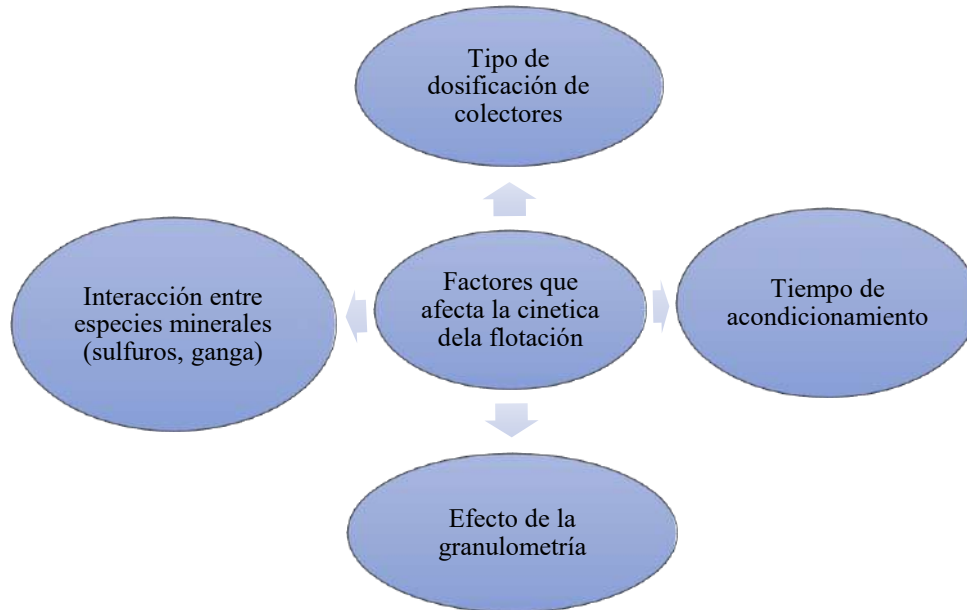 Tipo de
dosificación de
colectores
Interacción entre
especies minerales
(sulfuros, ganga)
Factores que
afecta la cinetica
dela flotación
Tiempo de
acondicionamiento
Efecto de la
granulometría